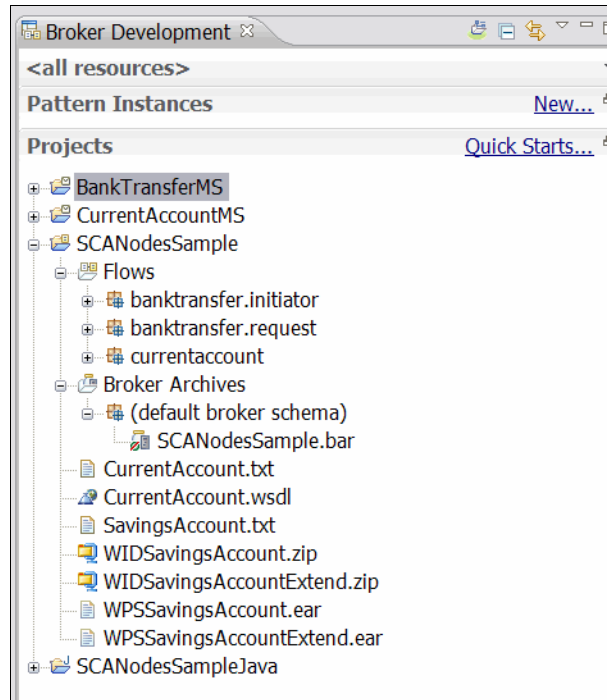 Broker Development
<all resources>
Pattern Instances New...
Projects Quick Starts...
BankTransferMS
CurrentAccountMS
SCANodesSample
Flows
banktransfer.initiator
banktransfer.request
currentaccount
Broker Archives
(default broker schema)
SCANodesSample.bar
CurrentAccount.txt
CurrentAccount.wsdl
SavingsAccount.txt
WIDSavingsAccount.zip
WIDSavingsAccountExtend.zip
WPSSavingsAccount.ear
WPSSavingsAccountExtend.ear
SCANodesSampleJava